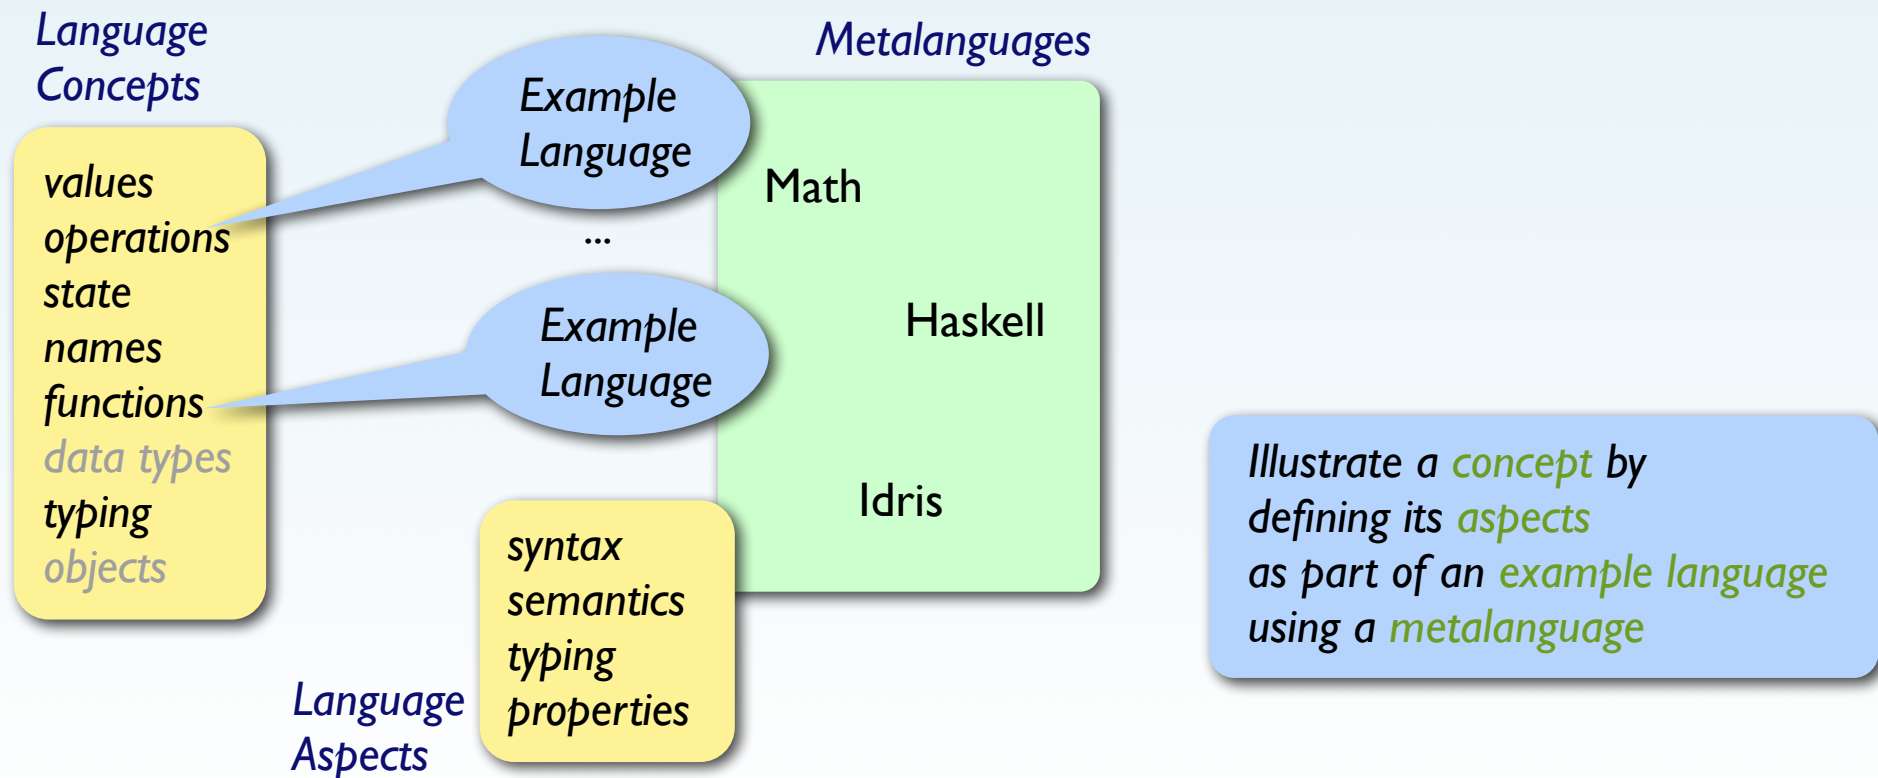 Language
Concepts
values
operations
state
names
functions
data types
typing
objects
Example
Language
...
Example
Language
Metalanguages
Math
Haskell
Idris
syntax
semantics
typing
properties
Language
Aspects
Illustrate a concept by
defining its aspects
as part of an example language
using a metalanguage